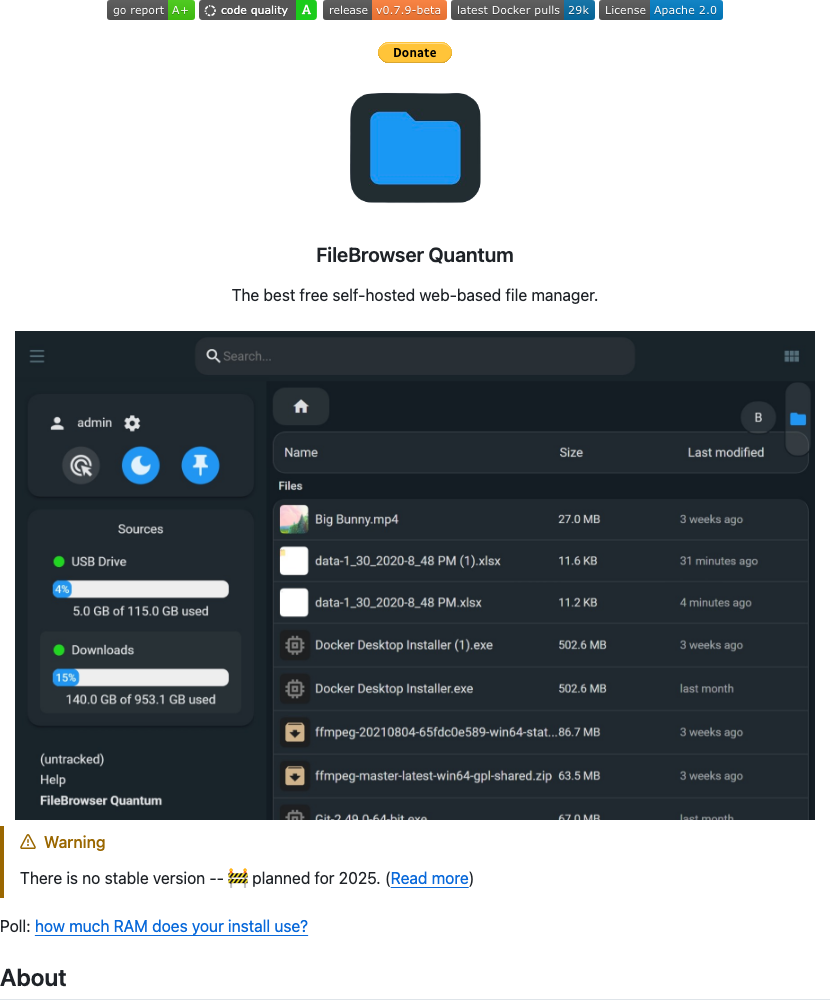 go report A+ code quality A release v0.7.9-beta latest Docker pulls 29k License Apache 2.0
Donate
FileBrowser Quantum
The best free self-hosted web-based file manager.
Search...
admin
Sources
USB Drive
4%
5.0 GB of 115.0 GB used
Downloads
15%
140.0 GB of 953.1 GB used
(untracked)
Help
FileBrowser Quantum
B
Name Size Last modified
Files
Big Bunny.mp4 27.0 MB 3 weeks ago
data-1_30_2020-8_48 PM (1).xlsx 11.6 KB 31 minutes ago
data-1_30_2020-8_48 PM.xlsx 11.2 KB 4 minutes ago
Docker Desktop Installer (1).exe 502.6 MB 3 weeks ago
Docker Desktop Installer.exe 502.6 MB last month
ffmpeg-20210804-65fdc0e589-win64-stat... 86.7 MB 3 weeks ago
ffmpeg-master-latest-win64-gpl-shared.zip 63.5 MB 3 weeks ago
Git-2.49.0-64-bit.exe 67.0 MB last month
Warning
There is no stable version -- 🚧 planned for 2025. (Read more)
Poll: how much RAM does your install use?
About